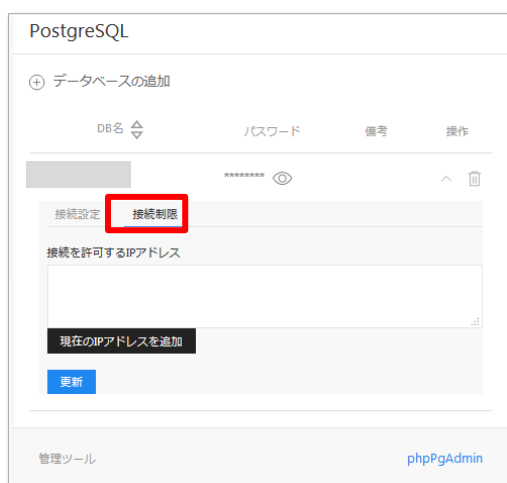 PostgreSQL
データベースの追加
DB名 パスワード 備考 操作
********
接続設定 接続制限
接続を許可するIPアドレス
現在のIPアドレスを追加
更新
管理ツール phpPgAdmin